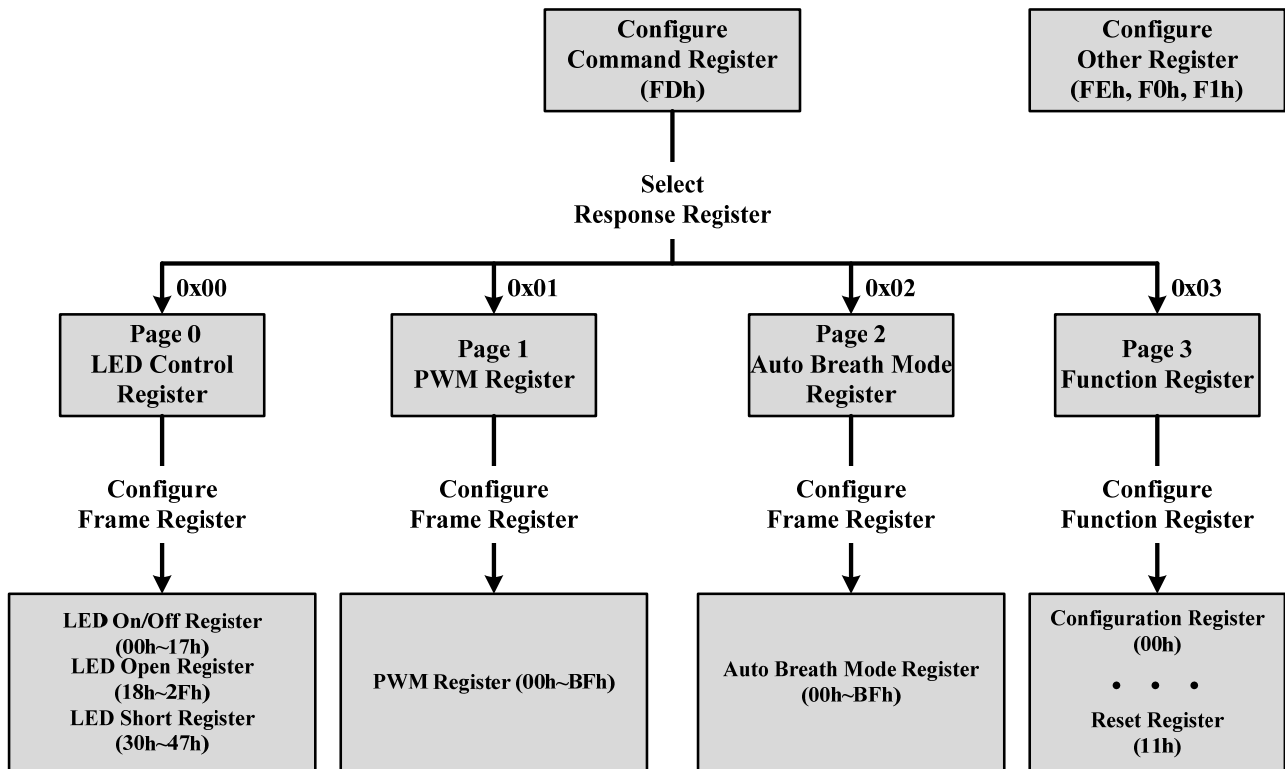 Configure
Command Register
(FDh)
Configure
Other Register
(FEh, F0h, F1h)
Select
Response Register
0x00
0x01
0x02
0x03
Page 0
LED Control
Register
Page 1
PWM Register
Page 2
Auto Breath Mode
Register
Page 3
Function Register
Configure
Frame Register
Configure
Frame Register
Configure
Frame Register
Configure
Function Register
LED On/Off Register
(00h~17h)
LED Open Register
(18h~2Fh)
LED Short Register
(30h~47h)
PWM Register (00h~BFh)
Auto Breath Mode Register
(00h~BFh)
Configuration Register
(00h)
• • •
Reset Register
(11h)